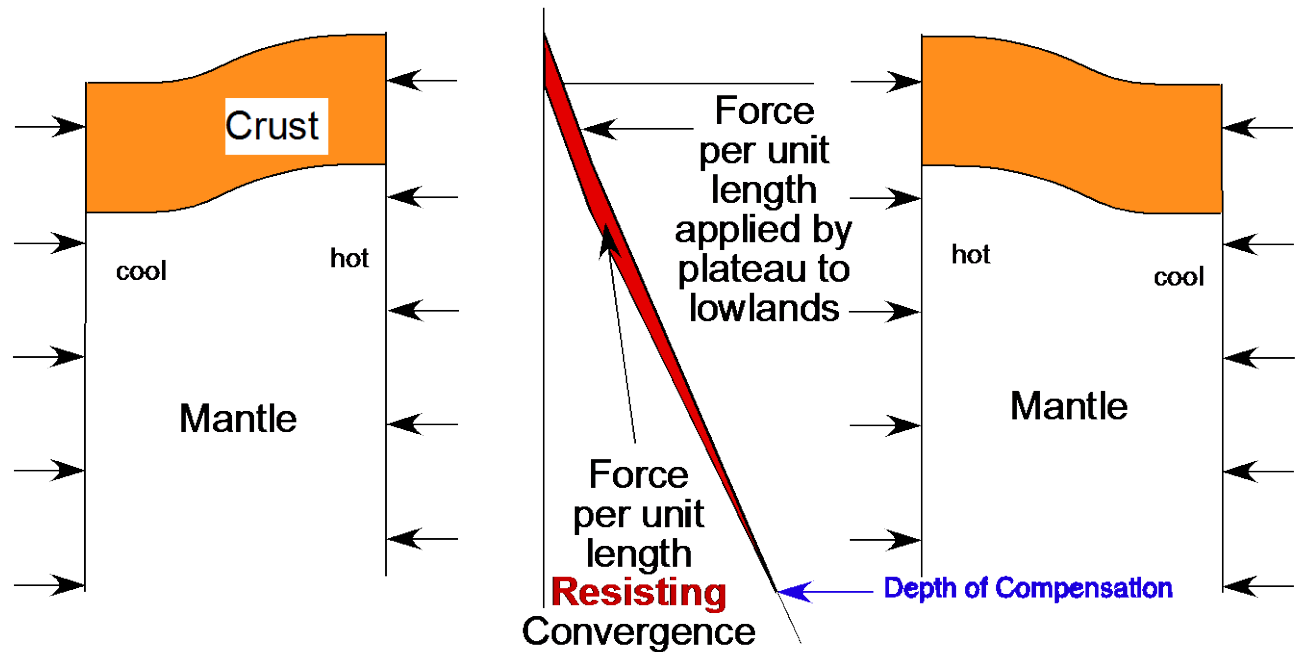 Crust
cool
hot
Mantle
Force
per unit
length
applied by
plateau to
lowlands
Force
per unit
length
Resisting
Convergence
hot
cool
Mantle
Depth of Compensation